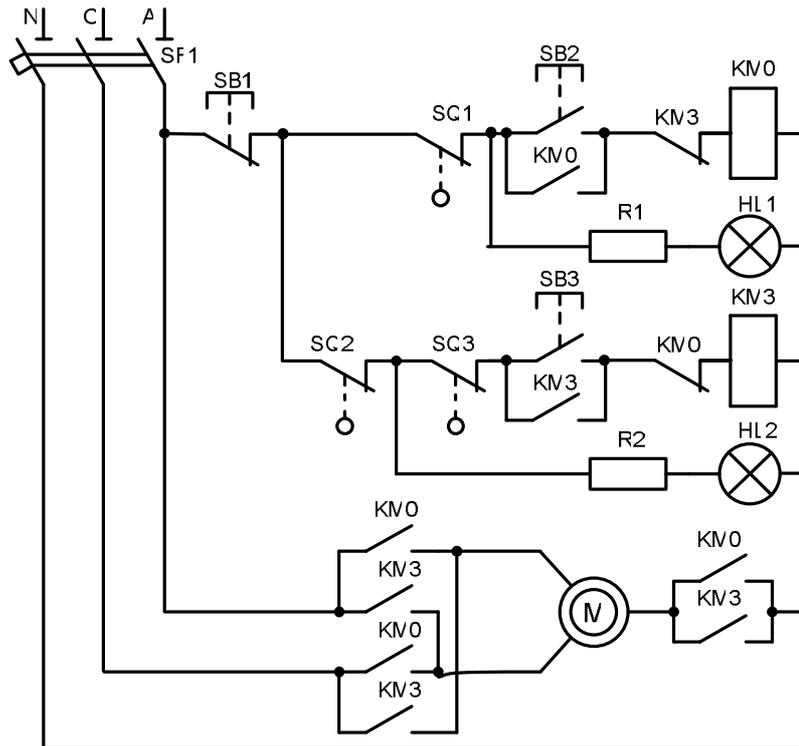 N C A
SF1
SB1
SB2
KM0
SQ1
KM3
KM0
R1
HL1
SB3
KM3
SQ2
SQ3
KM0
KM3
R2
HL2
KM0
KM3
KM0
KM3
M
KM0
KM3